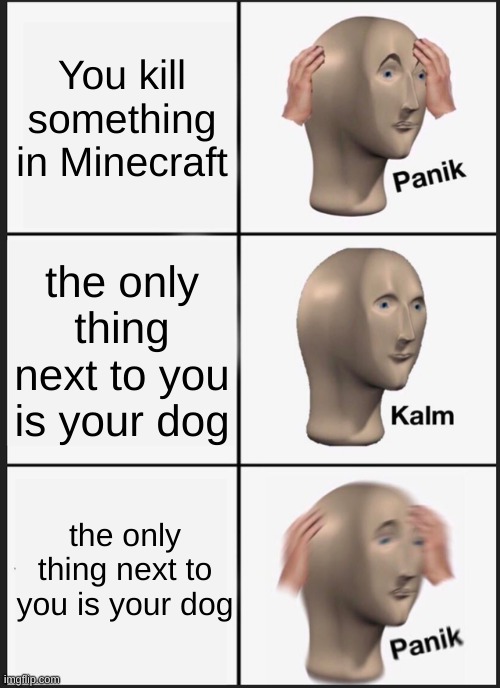 You kill
something
in Minecraft
Panik
the only
thing
next to you
is your dog
Kalm
the only
thing next to
you is your dog
Panik
imgflip.com